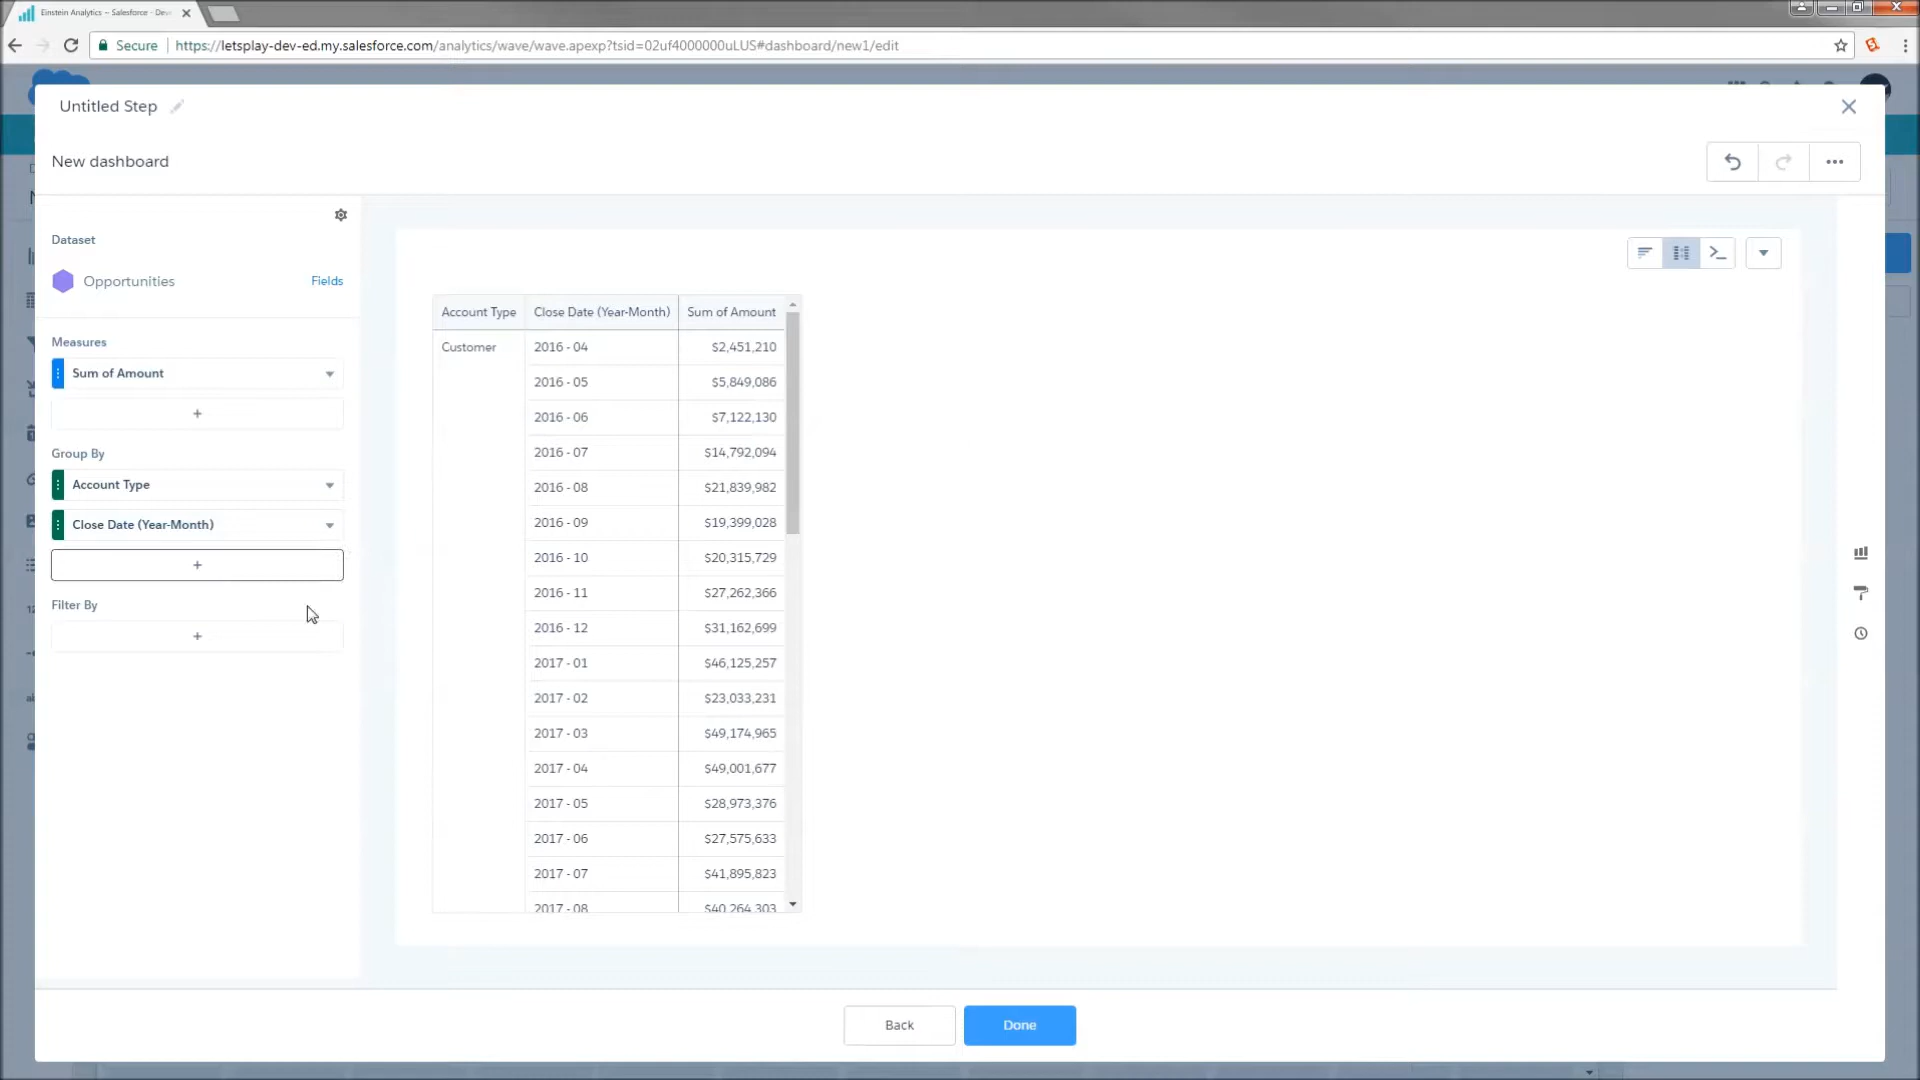 Einstein Analytics – Salesforce - Dev
Secure https://letsplay-dev-ed.my.salesforce.com/analytics/wave/wave.apexp?tsid=02uf4000000uLUS#dashboard/new1/edit
Untitled Step
New dashboard
Dataset
Opportunities Fields
Measures
Sum of Amount
+
Group By
Account Type
Close Date (Year-Month)
+
Filter By
+
Account Type Close Date (Year-Month) Sum of Amount
Customer 2016 - 04 $2,451,210
2016 - 05 $5,849,086
2016 - 06 $7,122,130
2016 - 07 $14,792,094
2016 - 08 $21,839,982
2016 - 09 $19,399,028
2016 - 10 $20,315,729
2016 - 11 $27,262,366
2016 - 12 $31,162,699
2017 - 01 $46,125,257
2017 - 02 $23,033,231
2017 - 03 $49,174,965
2017 - 04 $49,001,677
2017 - 05 $28,973,376
2017 - 06 $27,575,633
2017 - 07 $41,895,823
2017 - 08 $40,264,303
Back Done